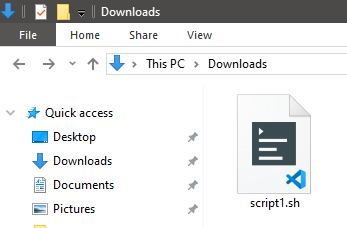 Downloads
File Home Share View
This PC > Downloads
Quick access
Desktop
Downloads
Documents
Pictures
script1.sh